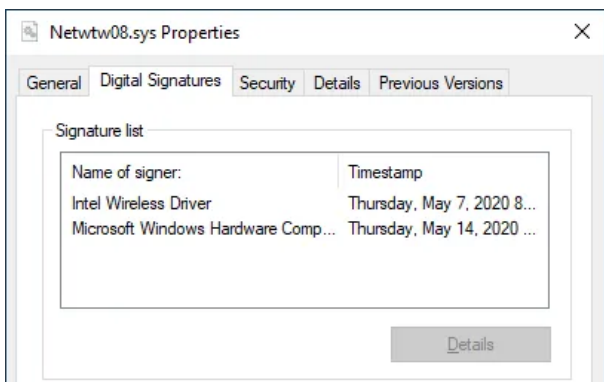 Netwtw08.sys Properties
General Digital Signatures Security Details Previous Versions
Signature list
Name of signer: Timestamp
Intel Wireless Driver Thursday, May 7, 2020 8...
Microsoft Windows Hardware Comp... Thursday, May 14, 2020 ...
Details